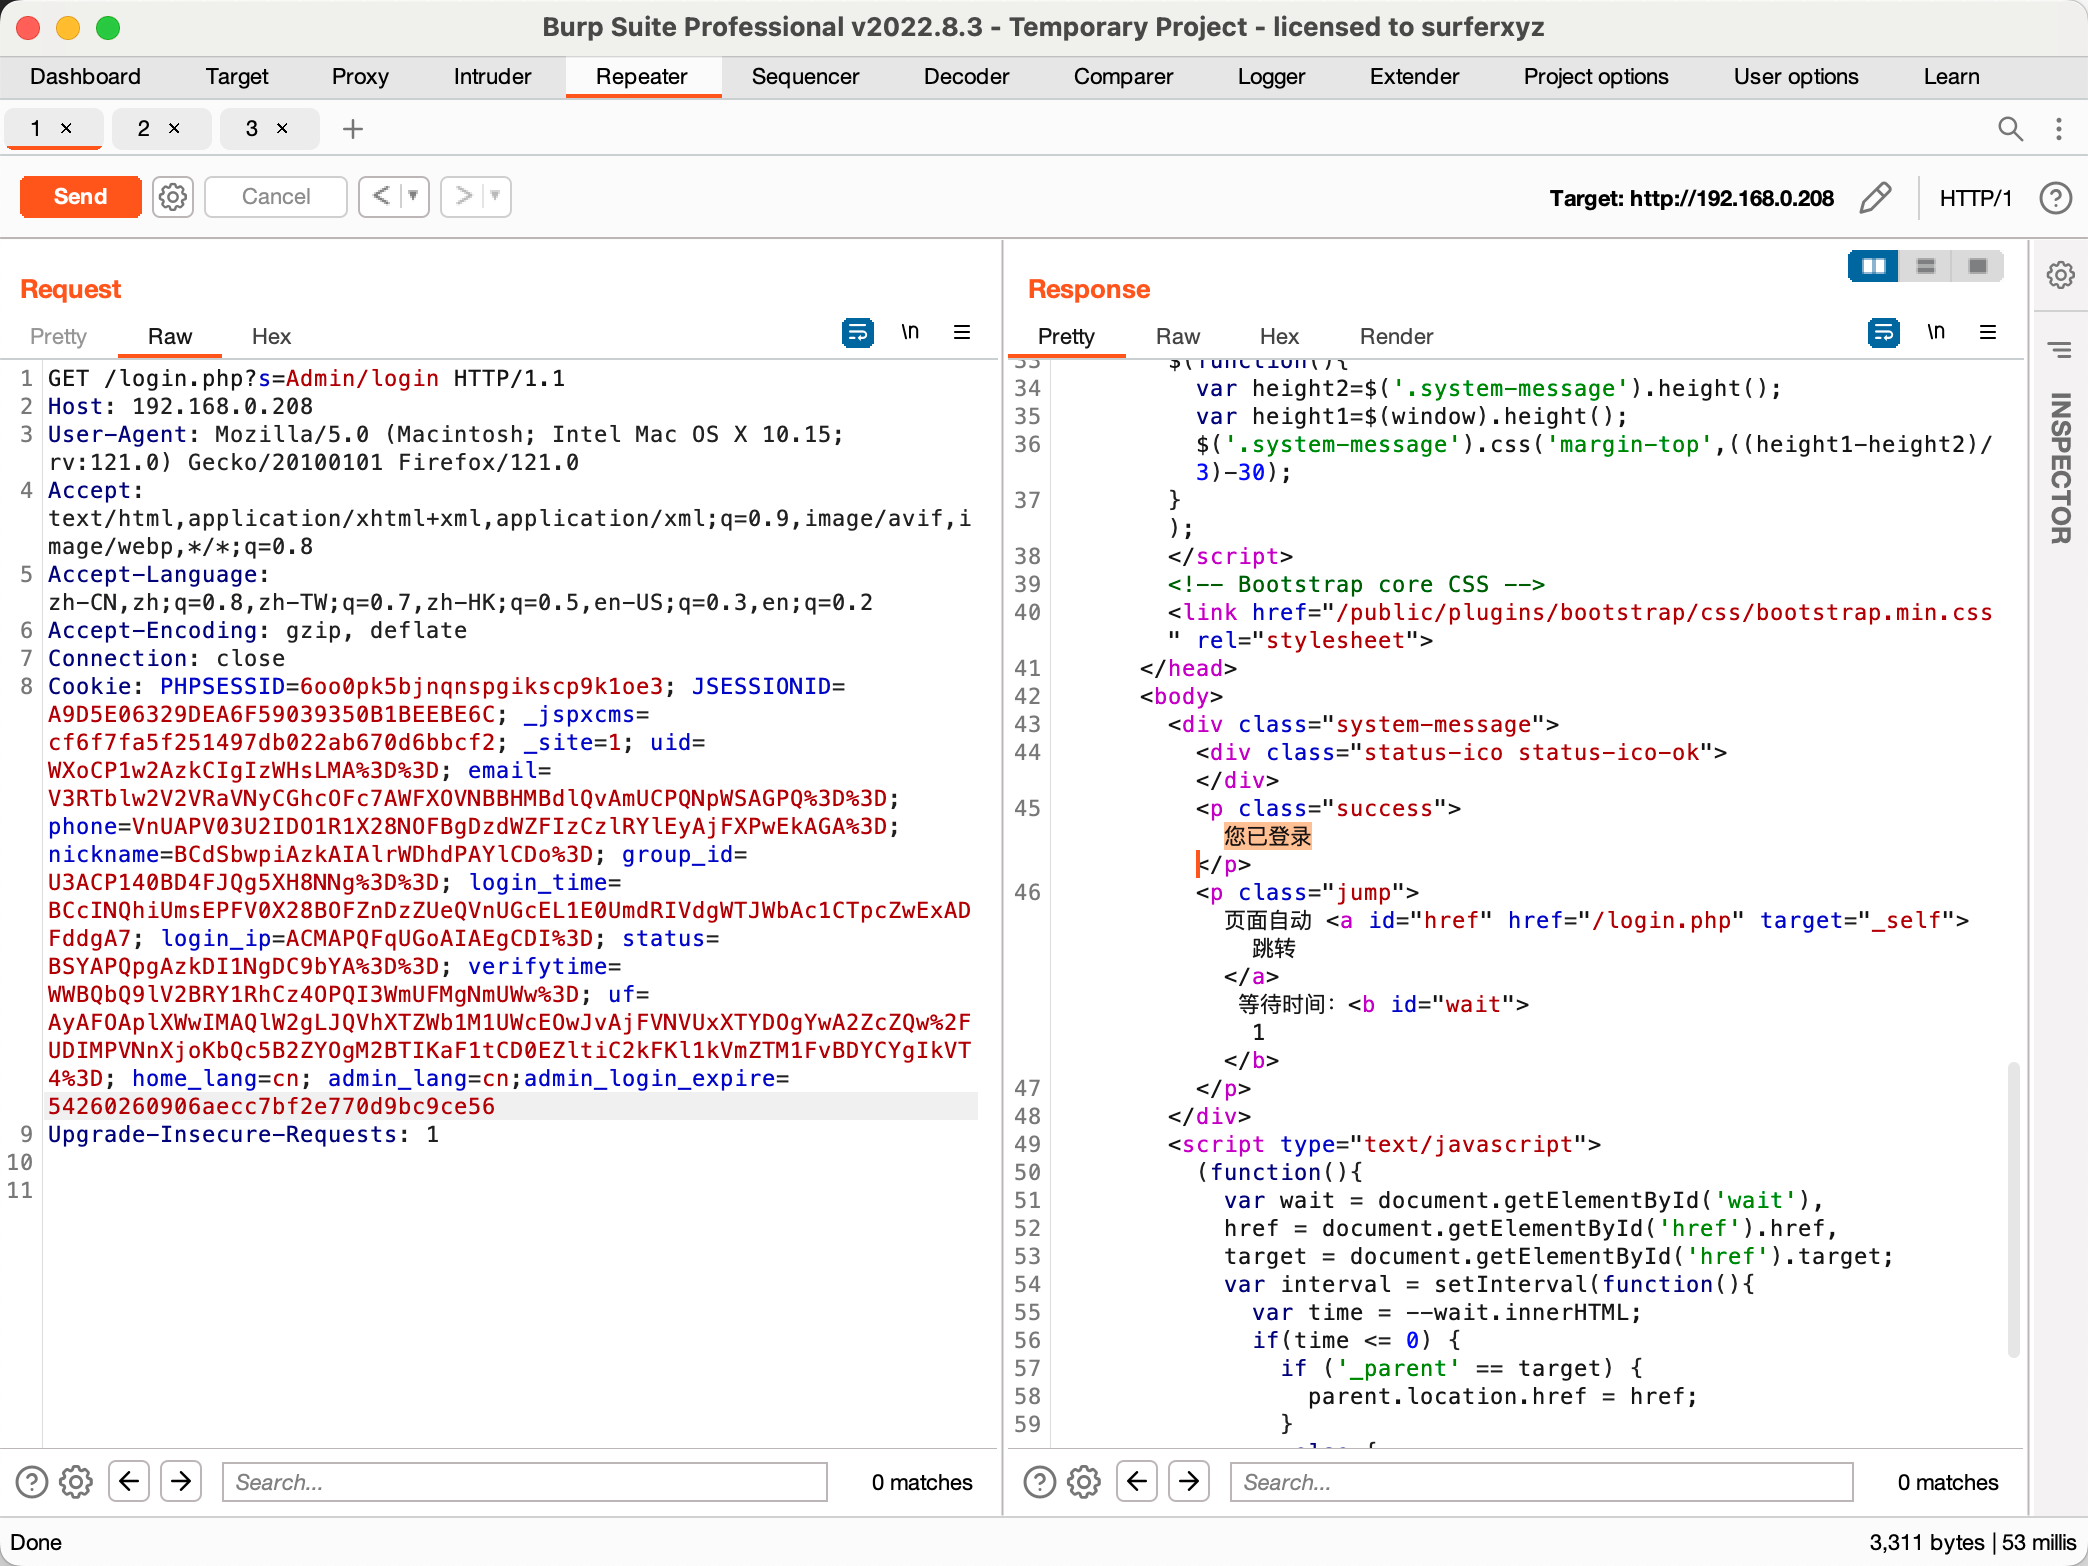 Burp Suite Professional v2022.8.3 - Temporary Project - licensed to surferxyz
Dashboard Target Proxy Intruder Repeater Sequencer Decoder Comparer Logger Extender Project options User options Learn
1 × 2 × 3 × +
Send Cancel < > Target: http://192.168.0.208 HTTP/1
Request
Pretty Raw Hex \n
1 GET /login.php?s=Admin/login HTTP/1.1
2 Host: 192.168.0.208
3 User-Agent: Mozilla/5.0 (Macintosh; Intel Mac OS X 10.15;
rv:121.0) Gecko/20100101 Firefox/121.0
4 Accept:
text/html,application/xhtml+xml,application/xml;q=0.9,image/avif,i
mage/webp,*/*;q=0.8
5 Accept-Language:
zh-CN,zh;q=0.8,zh-TW;q=0.7,zh-HK;q=0.5,en-US;q=0.3,en;q=0.2
6 Accept-Encoding: gzip, deflate
7 Connection: close
8 Cookie: PHPSESSID=6oo0pk5bjnqnspgikscp9k1oe3; JSESSIONID=
A9D5E06329DEA6F59039350B1BEEBE6C; _jspxcms=
cf6f7fa5f251497db022ab670d6bbcf2; _site=1; uid=
WXoCP1w2AzkCIgIzWHsLMA%3D%3D; email=
V3RTblw2V2VRaVNyCGhcOFc7AWFXOVNBBHMBdlQvAmUCPQNpWSAGPQ%3D%3D;
phone=VnUAPV03U2IDO1R1X28NOFBgDzdWZFIzCzlRYlEyAjFXPwEkAGA%3D;
nickname=BCdSbwpiAzkAIAlrWDhdPAYlCDo%3D; group_id=
U3ACP140BD4FJQg5XH8NNg%3D%3D; login_time=
BCcINQhiUmsEPFV0X28BOFZnDzZUeQVnUGcEL1E0UmdRIVdgWTJWbAc1CTpcZwExAD
FddgA7; login_ip=ACMAPQFqUGoAIAEgCDI%3D; status=
BSYAPQpgAzkDI1NgDC9bYA%3D%3D; verifytime=
WWBQbQ9lV2BRY1RhCz4OPQI3WmUFMgNmUWw%3D; uf=
AyAFOAplXWwIMAQlW2gLJQVhXTZWb1M1UWcEOwJvAjFVNVUxXTYDOgYwA2ZcZQw%2F
UDIMPVNnXjoKbQc5B2ZYOgM2BTIKaF1tCD0EZltiC2kFKl1kVmZTM1FvBDYCYgIkVT
4%3D; home_lang=cn; admin_lang=cn;admin_login_expire=
54260260906aecc7bf2e770d9bc9ce56
9 Upgrade-Insecure-Requests: 1
10
11
Response
Pretty Raw Hex Render \n
33 $(function(){
34 var height2=$('.system-message').height();
35 var height1=$(window).height();
36 $('.system-message').css('margin-top',((height1-height2)/
3)-30);
37 }
);
38 </script>
39 <!-- Bootstrap core CSS -->
40 <link href="/public/plugins/bootstrap/css/bootstrap.min.css
" rel="stylesheet">
41 </head>
42 <body>
43 <div class="system-message">
44 <div class="status-ico status-ico-ok">
</div>
45 <p class="success">
您已登录
</p>
46 <p class="jump">
页面自动 <a id="href" href="/login.php" target="_self">
跳转
</a>
等待时间：<b id="wait">
1
</b>
47 </p>
48 </div>
49 <script type="text/javascript">
50 (function(){
51 var wait = document.getElementById('wait'),
52 href = document.getElementById('href').href,
53 target = document.getElementById('href').target;
54 var interval = setInterval(function(){
55 var time = --wait.innerHTML;
56 if(time <= 0) {
57 if ('_parent' == target) {
58 parent.location.href = href;
59 }
else {
INSPECTOR
Search... 0 matches
Search... 0 matches
Done 3,311 bytes | 53 millis